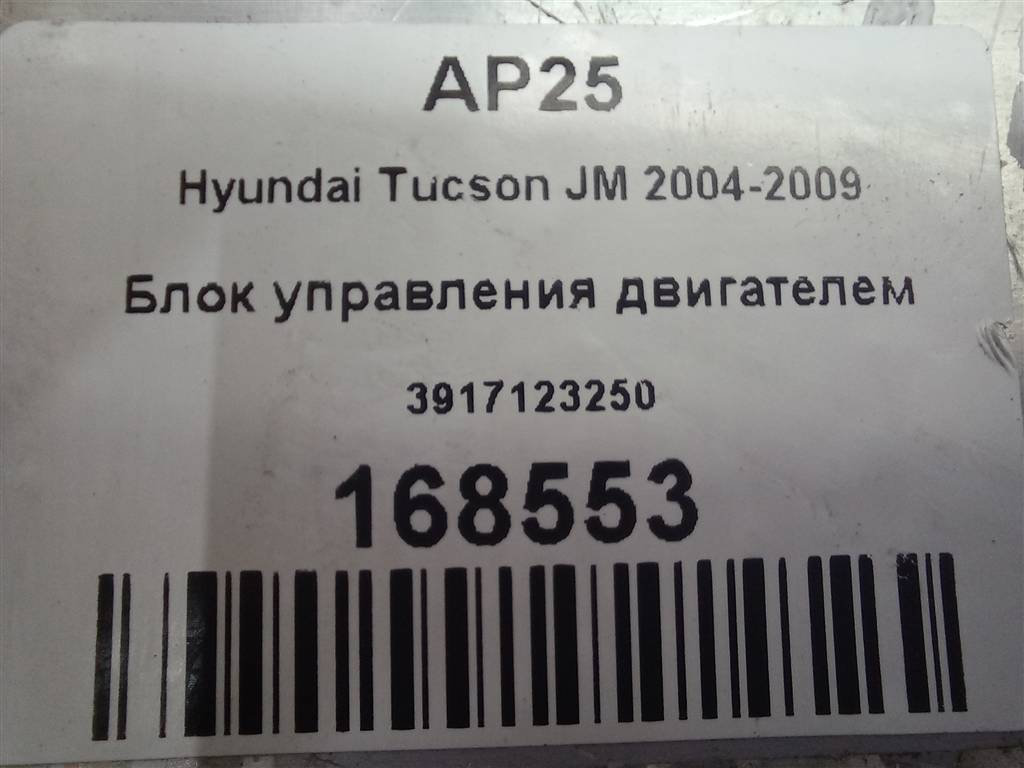 AP25
Hyundai Tucson JM 2004-2009
Блок управления двигателем
3917123250
168553